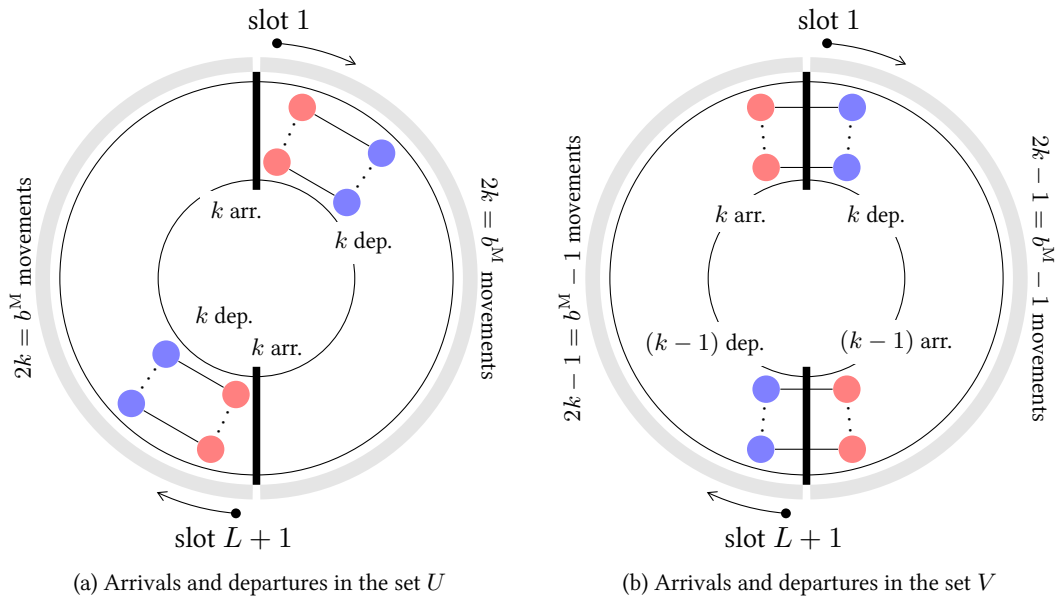 slot 1
2k = b^M movements
2k = b^M movements
k arr.
k dep.
k dep.
k arr.
slot L + 1
(a) Arrivals and departures in the set U
slot 1
2k − 1 = b^M − 1 movements
2k − 1 = b^M − 1 movements
k arr.
k dep.
(k − 1) dep.
(k − 1) arr.
slot L + 1
(b) Arrivals and departures in the set V